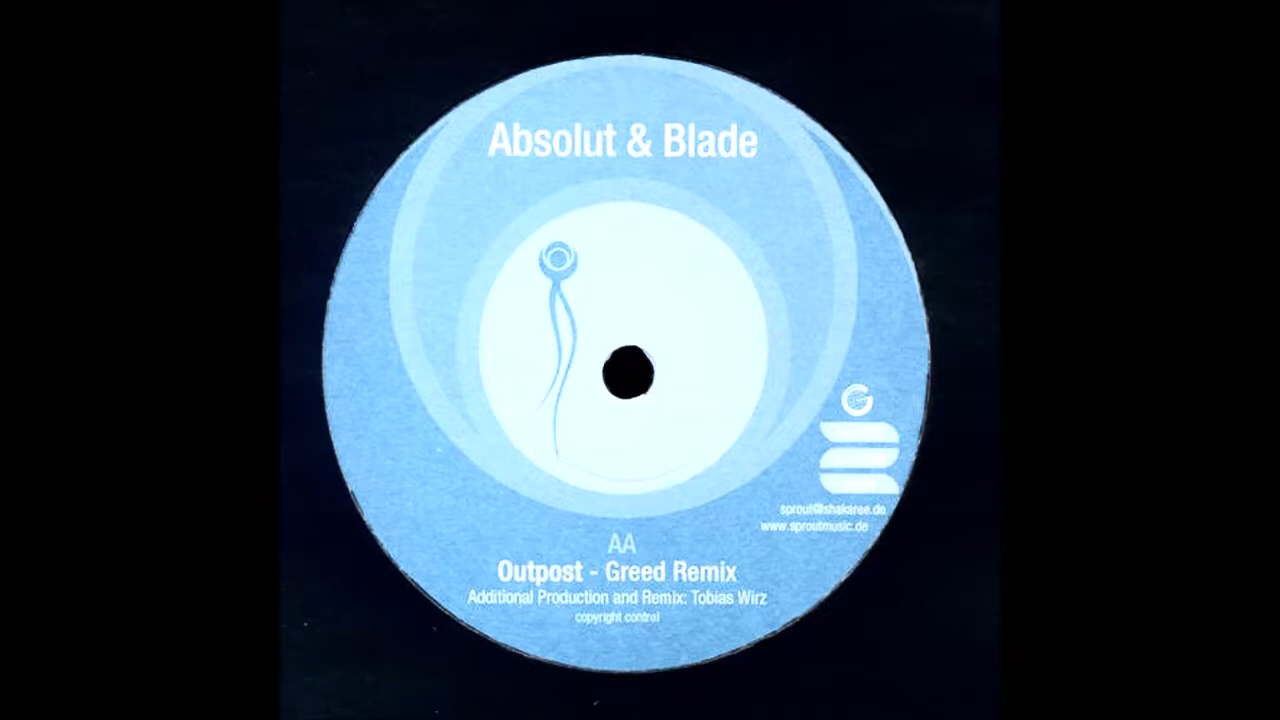 Absolut & Blade
sprout@shakaree.de
www.sproutmusic.de
AA
Outpost - Greed Remix
Additional Production and Remix: Tobias Wirz
copyright control